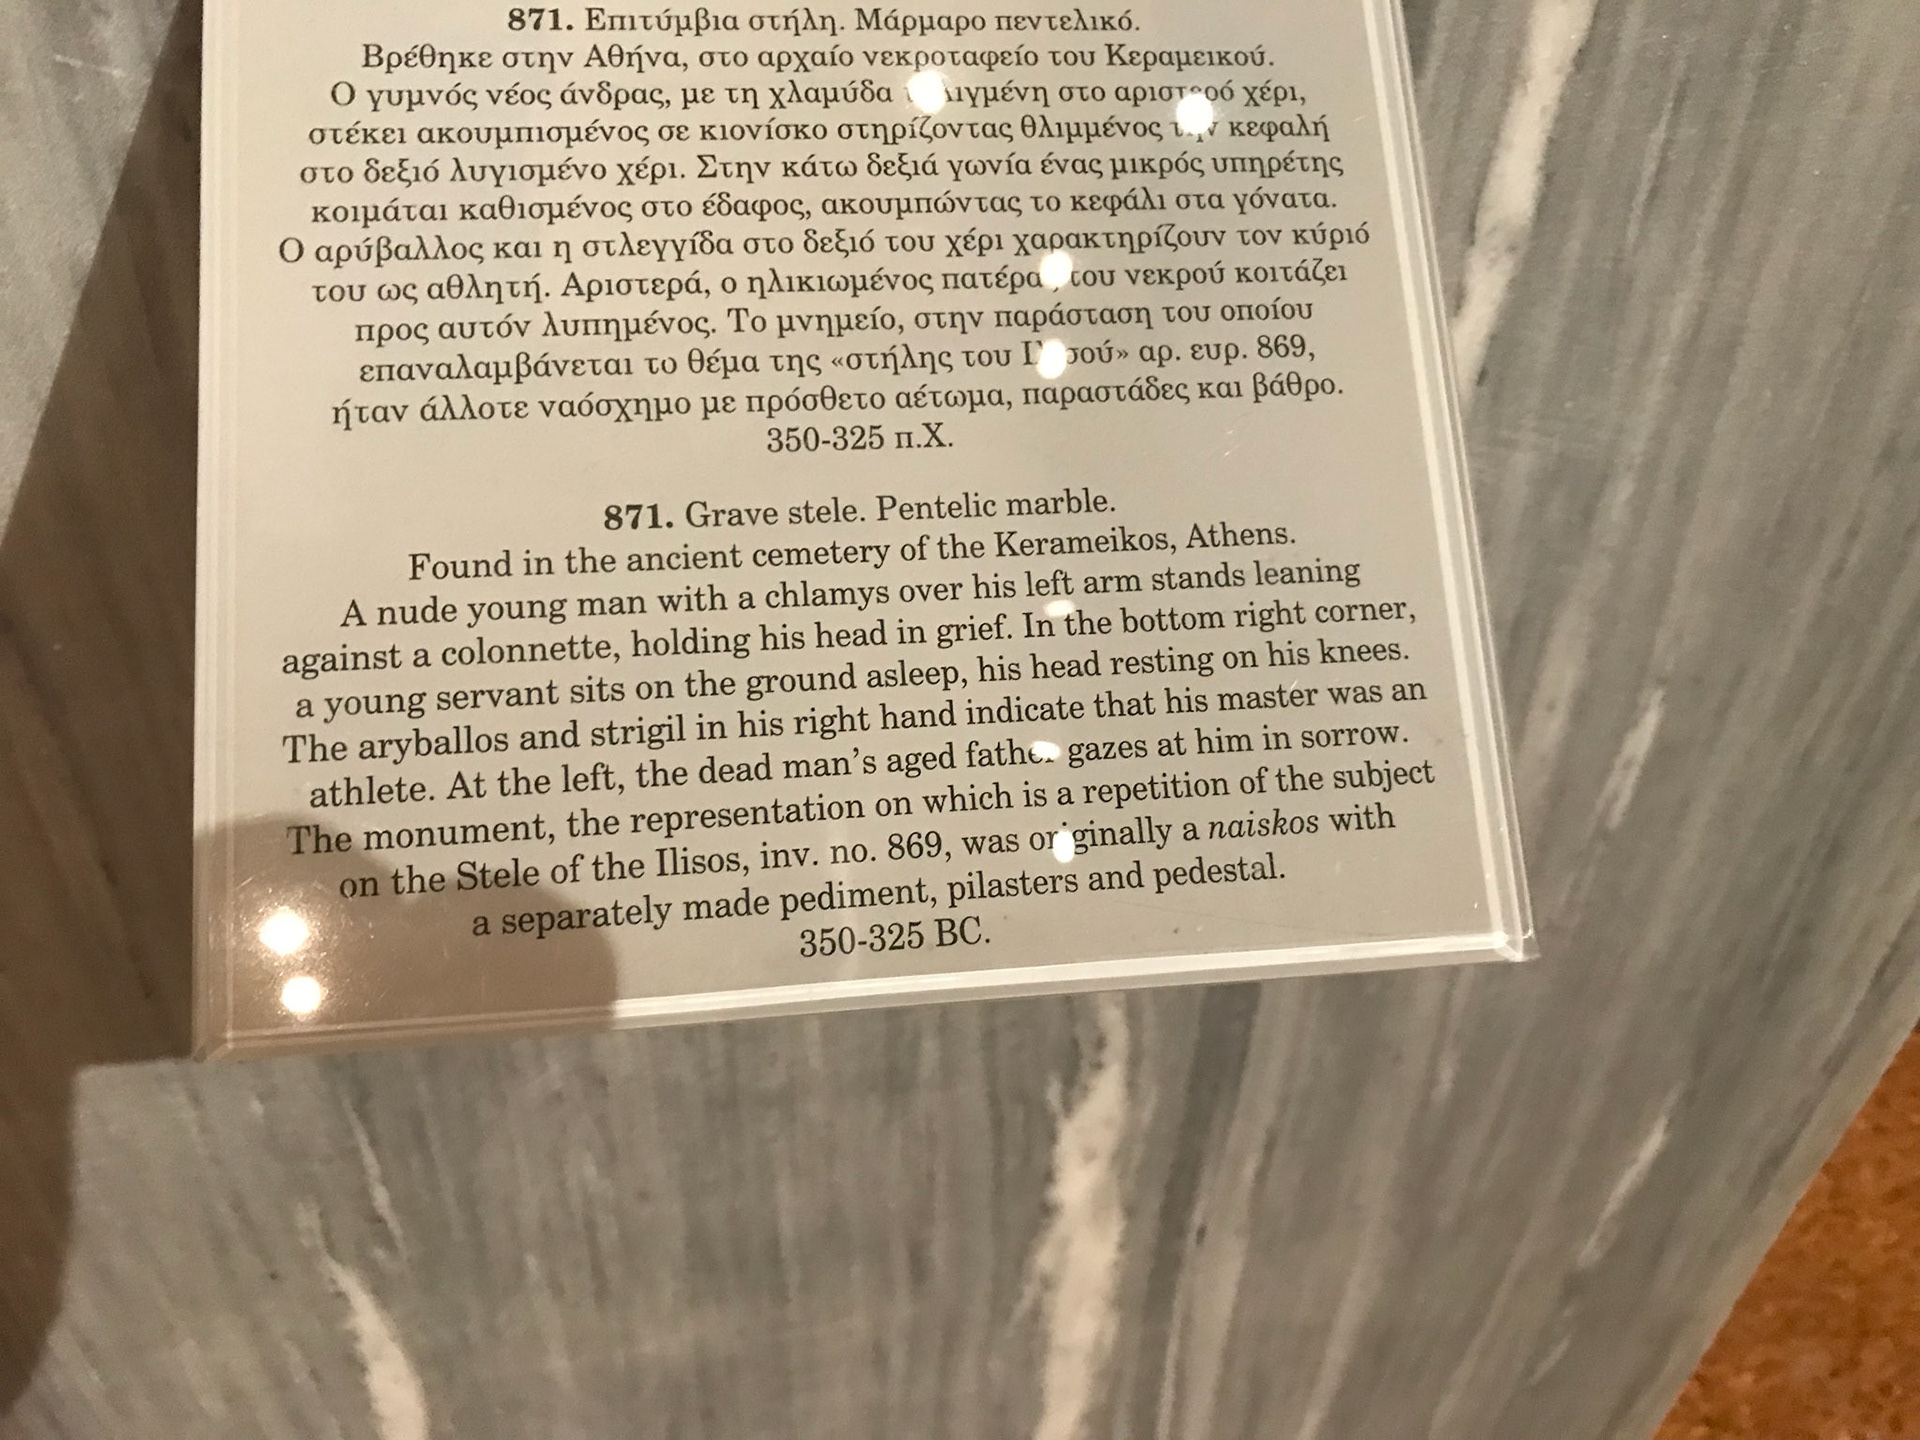 871. Επιτύμβια στήλη. Μάρμαρο πεντελικό.
Βρέθηκε στην Αθήνα, στο αρχαίο νεκροταφείο του Κεραμεικού.
Ο γυμνός νέος άνδρας, με τη χλαμύδα στο αριστερό χέρι,
στέκει ακουμπισμένος σε κιονίσκο στηρίζοντας θλιμμένος την κεφαλή
στο δεξιό λυγισμένο χέρι. Στην κάτω δεξιά γωνία ένας μικρός υπηρέτης
κοιμάται καθισμένος στο έδαφος, ακουμπώντας το κεφάλι στα γόνατα.
Ο αρύβαλλος και η στλεγγίδα στο δεξιό του χέρι χαρακτηρίζουν τον κύριό
του ως αθλητή. Αριστερά, ο ηλικιωμένος πατέρας του νεκρού κοιτάζει
προς αυτόν λυπημένος. Το μνημείο, στην παράσταση του οποίου
επαναλαμβάνεται το θέμα της «στήλης του Ιλισού» αρ. ευρ. 869,
ήταν άλλοτε ναόσχημο με πρόσθετο αέτωμα, παραστάδες και βάθρο.
350-325 π.Χ.
871. Grave stele. Pentelic marble.
Found in the ancient cemetery of the Kerameikos, Athens.
A nude young man with a chlamys over his left arm stands leaning
against a colonnette, holding his head in grief. In the bottom right corner,
a young servant sits on the ground asleep, his head resting on his knees.
The aryballos and strigil in his right hand indicate that his master was an
athlete. At the left, the dead man's aged father gazes at him in sorrow.
The monument, the representation on which is a repetition of the subject
on the Stele of the Ilisos, inv. no. 869, was originally a naiskos with
a separately made pediment, pilasters and pedestal.
350-325 BC.